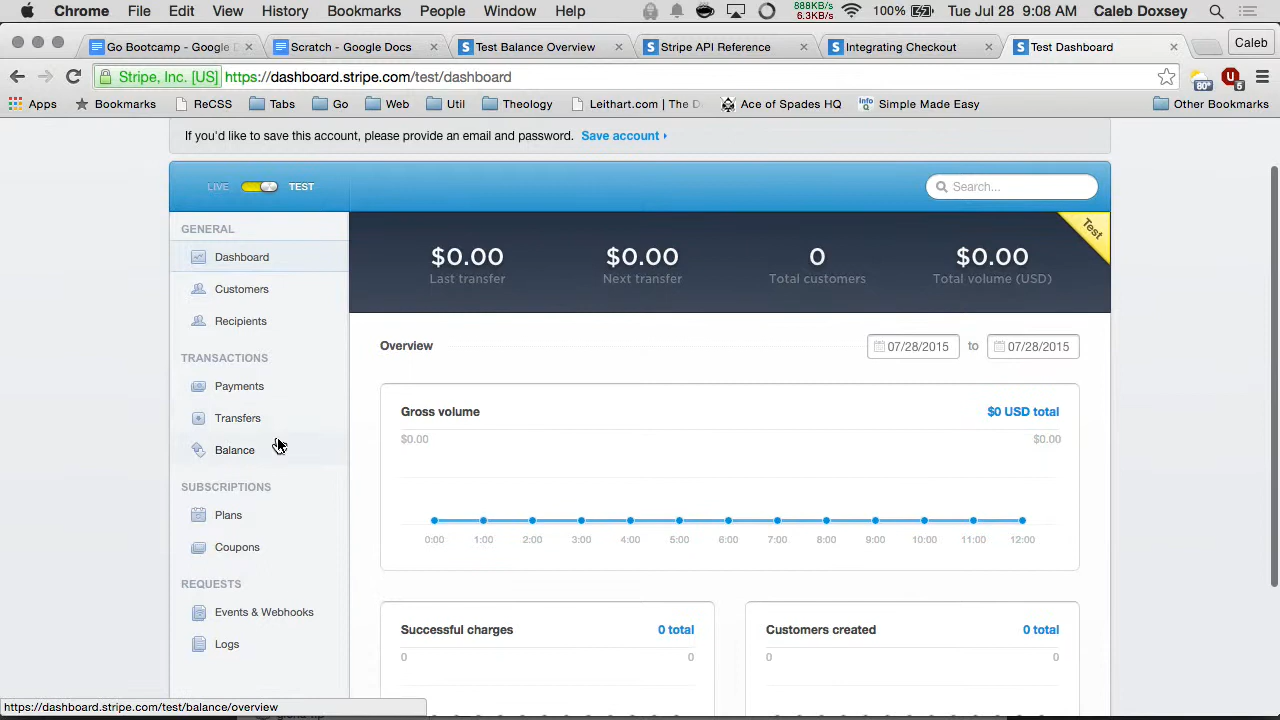 Chrome File Edit View History Bookmarks People Window Help 888KB/s 6.3KB/s 100% Tue Jul 28 9:08 AM Caleb Doxsey
Go Bootcamp - Google D Scratch - Google Docs Test Balance Overview Stripe API Reference Integrating Checkout Test Dashboard Caleb
Stripe, Inc. [US] https://dashboard.stripe.com/test/dashboard 80° 5
Apps Bookmarks ReCSS Tabs Go Web Util Theology Leithart.com | The D Ace of Spades HQ InfoQ Simple Made Easy Other Bookmarks
If you'd like to save this account, please provide an email and password. Save account
LIVE TEST Search...
GENERAL
Dashboard
Customers
Recipients
TRANSACTIONS
Payments
Transfers
Balance
SUBSCRIPTIONS
Plans
Coupons
REQUESTS
Events & Webhooks
Logs
$0.00 $0.00 0 $0.00
Last transfer Next transfer Total customers Total volume (USD)
Test
Overview 07/28/2015 to 07/28/2015
Gross volume $0 USD total
$0.00 $0.00
0:00 1:00 2:00 3:00 4:00 5:00 6:00 7:00 8:00 9:00 10:00 11:00 12:00
Successful charges 0 total Customers created 0 total
0 0 0 0
https://dashboard.stripe.com/test/balance/overview